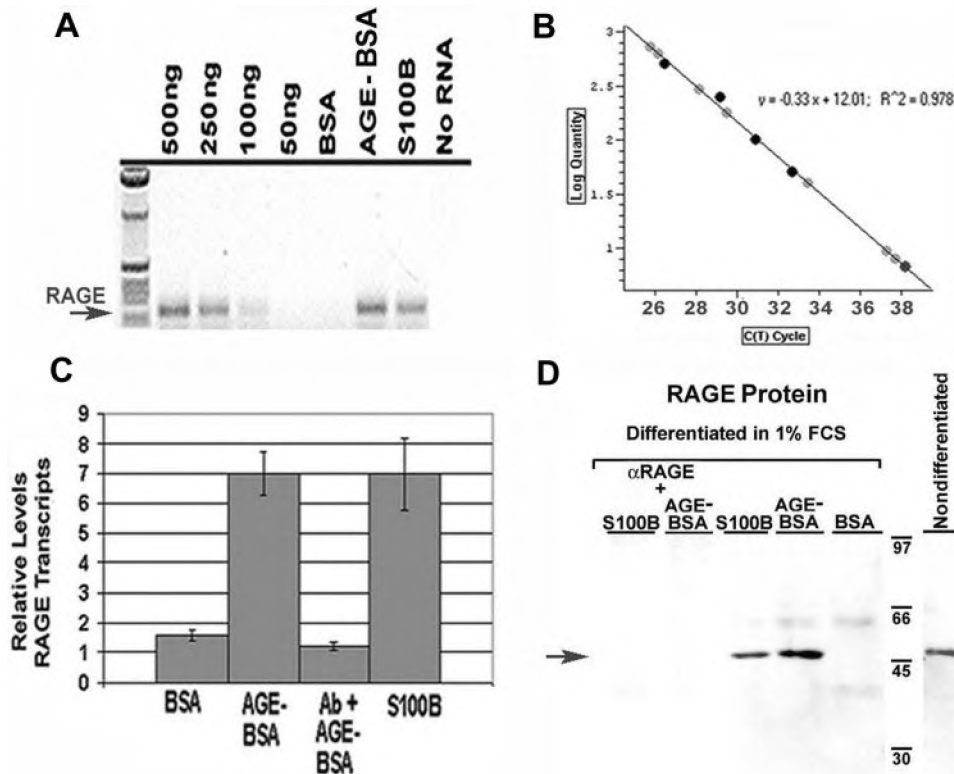 A
500ng
250ng
100ng
50ng
BSA
AGE-BSA
S100B
No RNA
RAGE
B
3
2.5
2
1.5
1
Log Quantity
y = -0.33 x + 12.01; R^2 = 0.978
26 28 30 32 34 36 38
C(T) Cycle
C
9
8
7
6
5
4
3
2
1
0
Relative Levels
RAGE Transcripts
BSA
AGE-
BSA
Ab +
AGE-
BSA
S100B
D
RAGE Protein
Differentiated in 1% FCS
αRAGE
+
S100B
AGE-
BSA
S100B
AGE-
BSA
BSA
97
66
45
30
Nondifferentiated